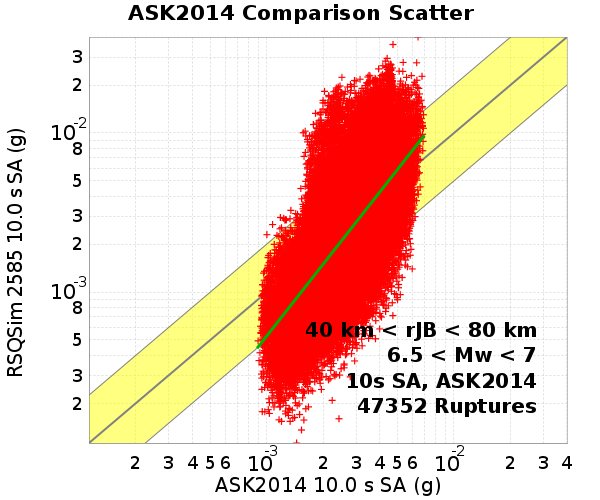 ASK2014 Comparison Scatter
RSQSim 2585 10.0 s SA (g)
3
2
10-2
8
5
3
2
10-3
8
5
3
2
40 km < rJB < 80 km
6.5 < Mw < 7
10s SA, ASK2014
47352 Ruptures
2 3 4 5 6 10-3 2 3 4 5 6 10-2 2 3 4
ASK2014 10.0 s SA (g)